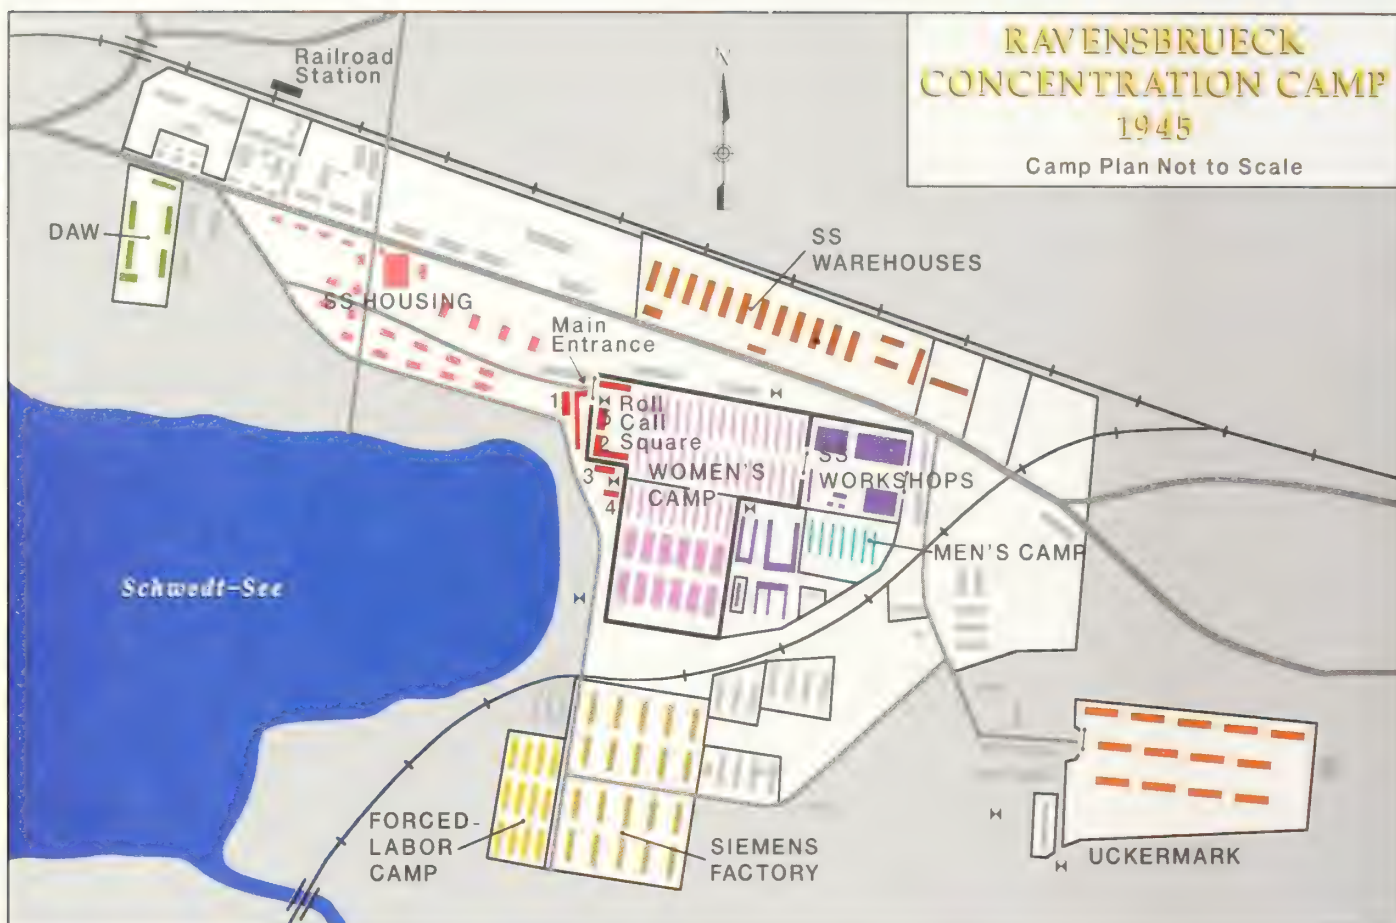 RAVENSBRUECK
CONCENTRATION CAMP
1945
Camp Plan Not to Scale
N
Railroad
Station
DAW
SS HOUSING
SS
WAREHOUSES
Main
Entrance
1
Roll
Call
Square
2
3
4
WOMEN'S
CAMP
SS
WORKSHOPS
MEN'S CAMP
Schwedt-See
FORCED-
LABOR
CAMP
SIEMENS
FACTORY
UCKERMARK